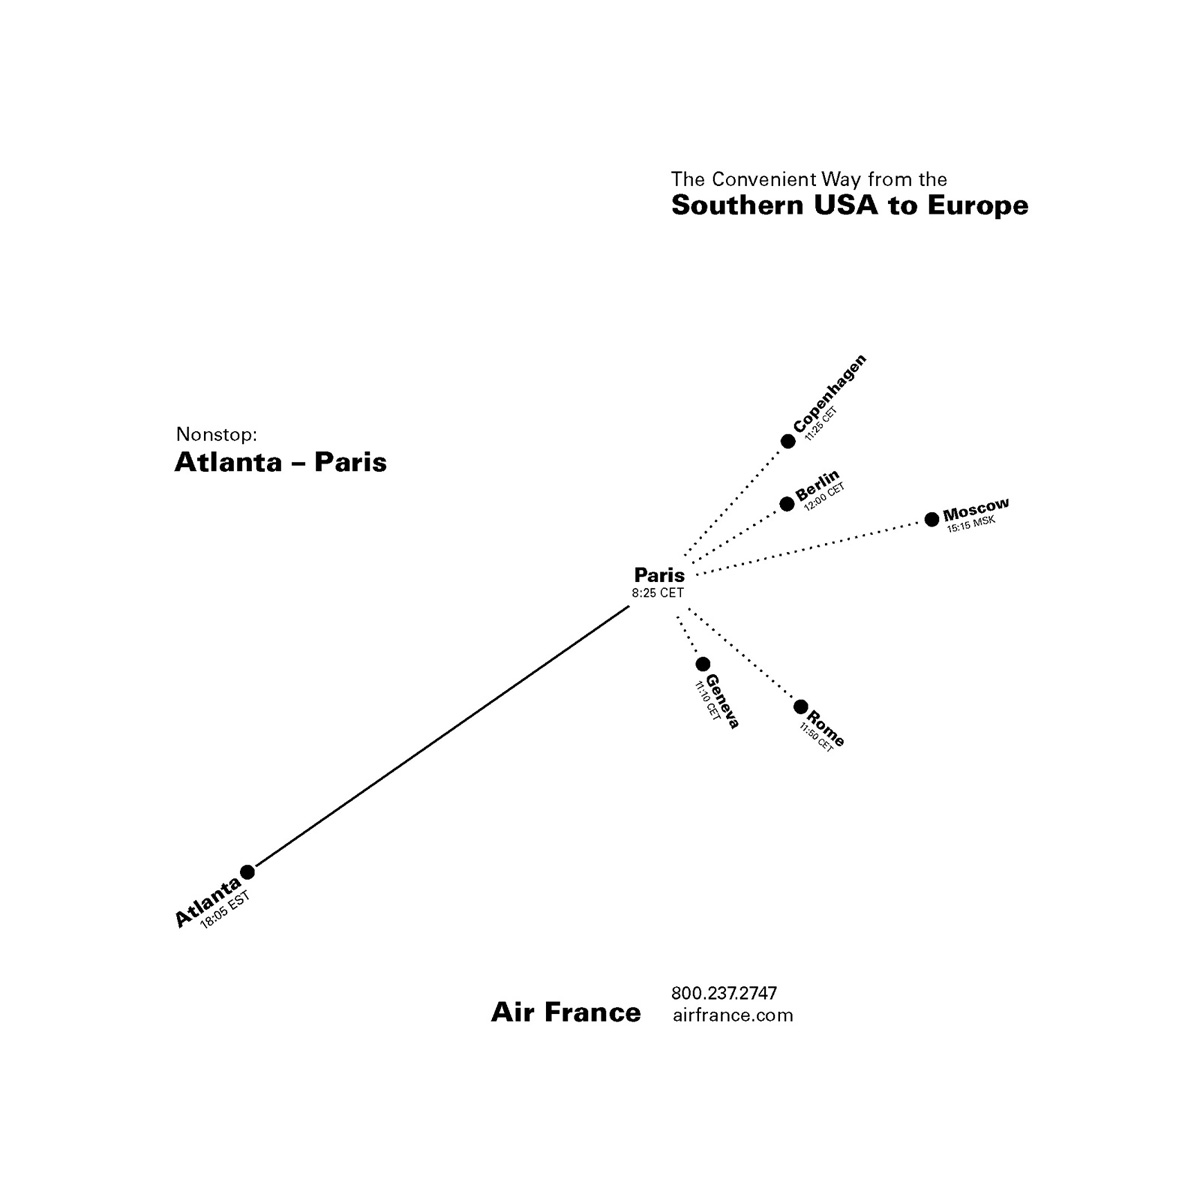 The Convenient Way from the
Southern USA to Europe
Nonstop:
Atlanta – Paris
Copenhagen
11:25 CET
Berlin
12:00 CET
Moscow
15:15 MSK
Paris
8:25 CET
Geneva
11:10 CET
Rome
11:50 CET
Atlanta
18:05 EST
Air France
800.237.2747
airfrance.com